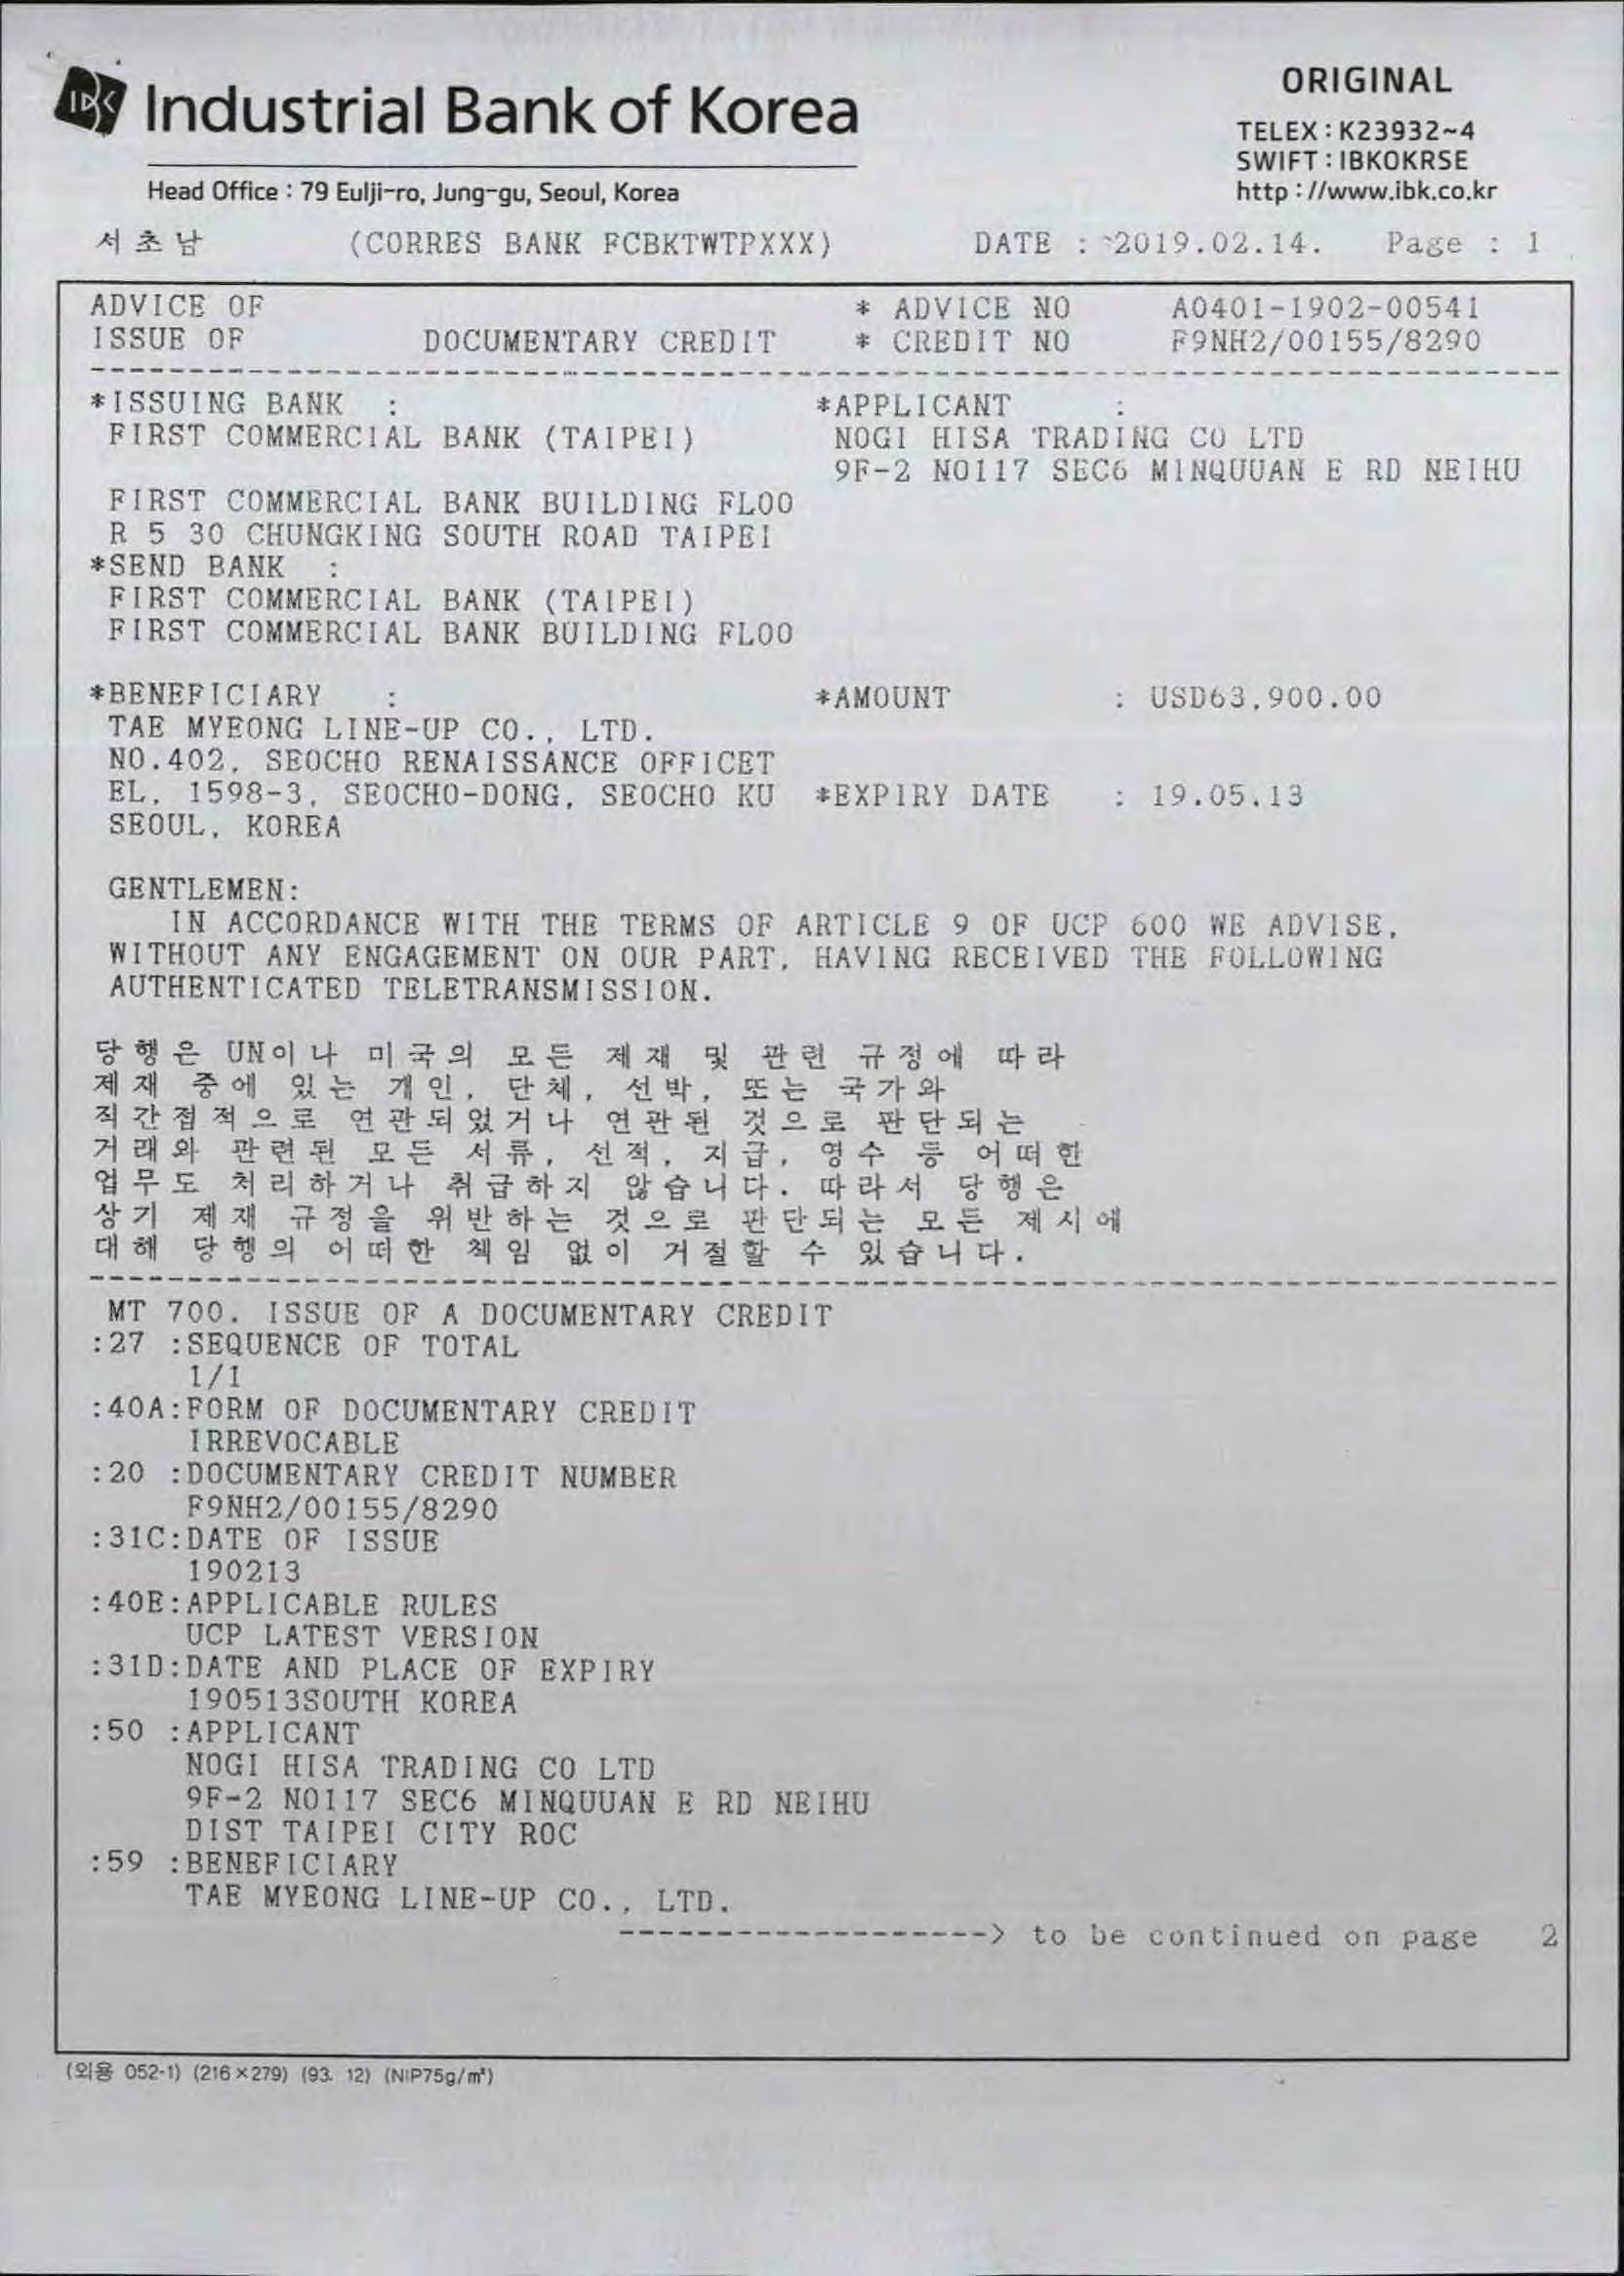 IBK Industrial Bank of Korea
ORIGINAL
TELEX : K23932~4
SWIFT : IBKOKRSE
http : //www.ibk.co.kr
Head Office : 79 Eulji-ro, Jung-gu, Seoul, Korea
서초남 (CORRES BANK FCBKTWTPXXX) DATE : 2019.02.14. Page : 1
ADVICE OF * ADVICE NO A0401-1902-00541
ISSUE OF DOCUMENTARY CREDIT * CREDIT NO F9NH2/00155/8290
*ISSUING BANK : *APPLICANT :
FIRST COMMERCIAL BANK (TAIPEI) NOGI HISA TRADING CO LTD
9F-2 NO117 SEC6 MINQUUAN E RD NEIHU
FIRST COMMERCIAL BANK BUILDING FLOO
R 5 30 CHUNGKING SOUTH ROAD TAIPEI
*SEND BANK :
FIRST COMMERCIAL BANK (TAIPEI)
FIRST COMMERCIAL BANK BUILDING FLOO
*BENEFICIARY : *AMOUNT : USD63,900.00
TAE MYEONG LINE-UP CO., LTD.
NO.402, SEOCHO RENAISSANCE OFFICET
EL, 1598-3, SEOCHO-DONG, SEOCHO KU *EXPIRY DATE : 19.05.13
SEOUL, KOREA
GENTLEMEN:
IN ACCORDANCE WITH THE TERMS OF ARTICLE 9 OF UCP 600 WE ADVISE,
WITHOUT ANY ENGAGEMENT ON OUR PART, HAVING RECEIVED THE FOLLOWING
AUTHENTICATED TELETRANSMISSION.
당행은 UN이나 미국의 모든 제재 및 관련 규정에 따라
제재 중에 있는 개인, 단체, 선박, 또는 국가와
직간접적으로 연관되었거나 연관된 것으로 판단되는
거래와 관련된 모든 서류, 선적, 지급, 영수 등 어떠한
업무도 처리하거나 취급하지 않습니다. 따라서 당행은
상기 제재 규정을 위반하는 것으로 판단되는 모든 제시에
대해 당행의 어떠한 책임 없이 거절할 수 있습니다.
MT 700. ISSUE OF A DOCUMENTARY CREDIT
:27 :SEQUENCE OF TOTAL
1/1
:40A:FORM OF DOCUMENTARY CREDIT
IRREVOCABLE
:20 :DOCUMENTARY CREDIT NUMBER
F9NH2/00155/8290
:31C:DATE OF ISSUE
190213
:40E:APPLICABLE RULES
UCP LATEST VERSION
:31D:DATE AND PLACE OF EXPIRY
190513SOUTH KOREA
:50 :APPLICANT
NOGI HISA TRADING CO LTD
9F-2 NO117 SEC6 MINQUUAN E RD NEIHU
DIST TAIPEI CITY ROC
:59 :BENEFICIARY
TAE MYEONG LINE-UP CO., LTD.
-------------------> to be continued on page 2
(외용 052-1) (216×279) (93. 12) (NIP75g/㎡)